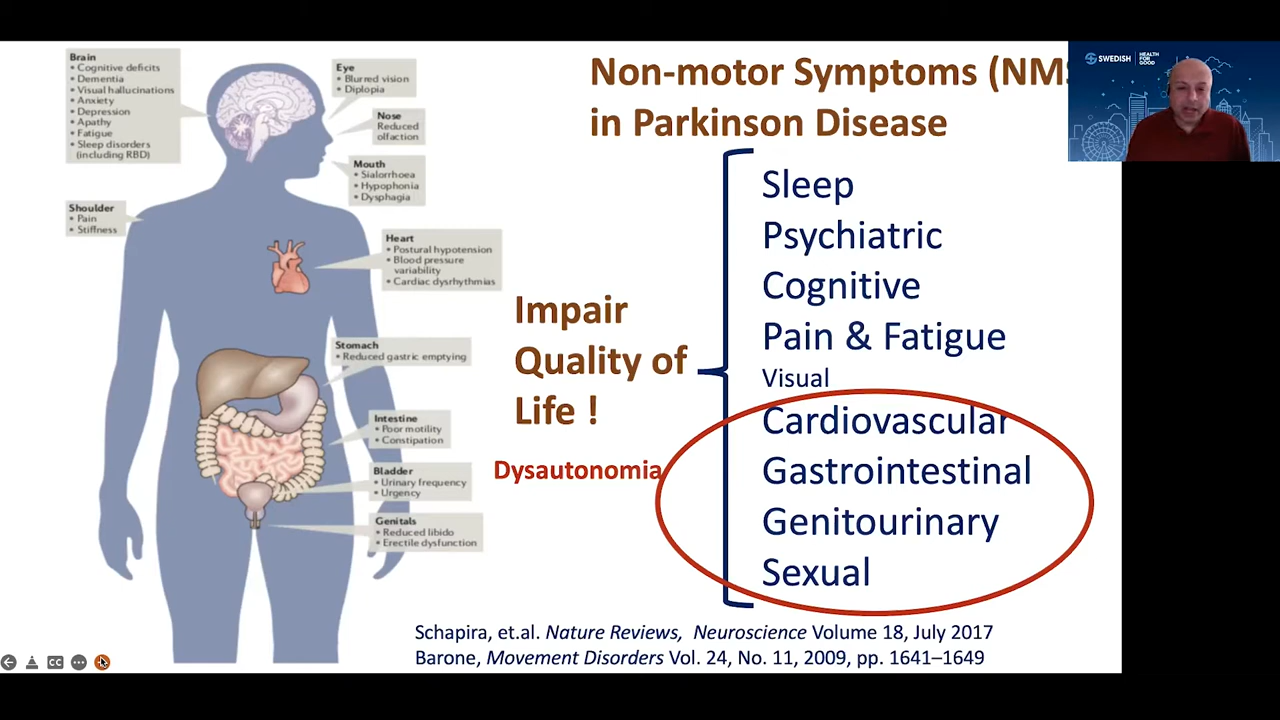 Non-motor Symptoms (NMS
in Parkinson Disease
SWEDISH
HEALTH
FOR
GOOD
Brain
• Cognitive deficits
• Dementia
• Visual hallucinations
• Anxiety
• Depression
• Apathy
• Fatigue
• Sleep disorders
(including RBD)
Eye
• Blurred vision
• Diplopia
Nose
Reduced
olfaction
Mouth
• Sialorrhoea
• Hypophonia
• Dysphagia
Shoulder
• Pain
• Stiffness
Heart
• Postural hypotension
• Blood pressure
variability
• Cardiac dysrhythmias
Stomach
• Reduced gastric emptying
Intestine
• Poor motility
• Constipation
Bladder
• Urinary frequency
• Urgency
Genitals
• Reduced libido
• Erectile dysfunction
Impair
Quality of
Life !
Dysautonomia
Sleep
Psychiatric
Cognitive
Pain & Fatigue
Visual
Cardiovascular
Gastrointestinal
Genitourinary
Sexual
Schapira, et.al. Nature Reviews, Neuroscience Volume 18, July 2017
Barone, Movement Disorders Vol. 24, No. 11, 2009, pp. 1641–1649
CC